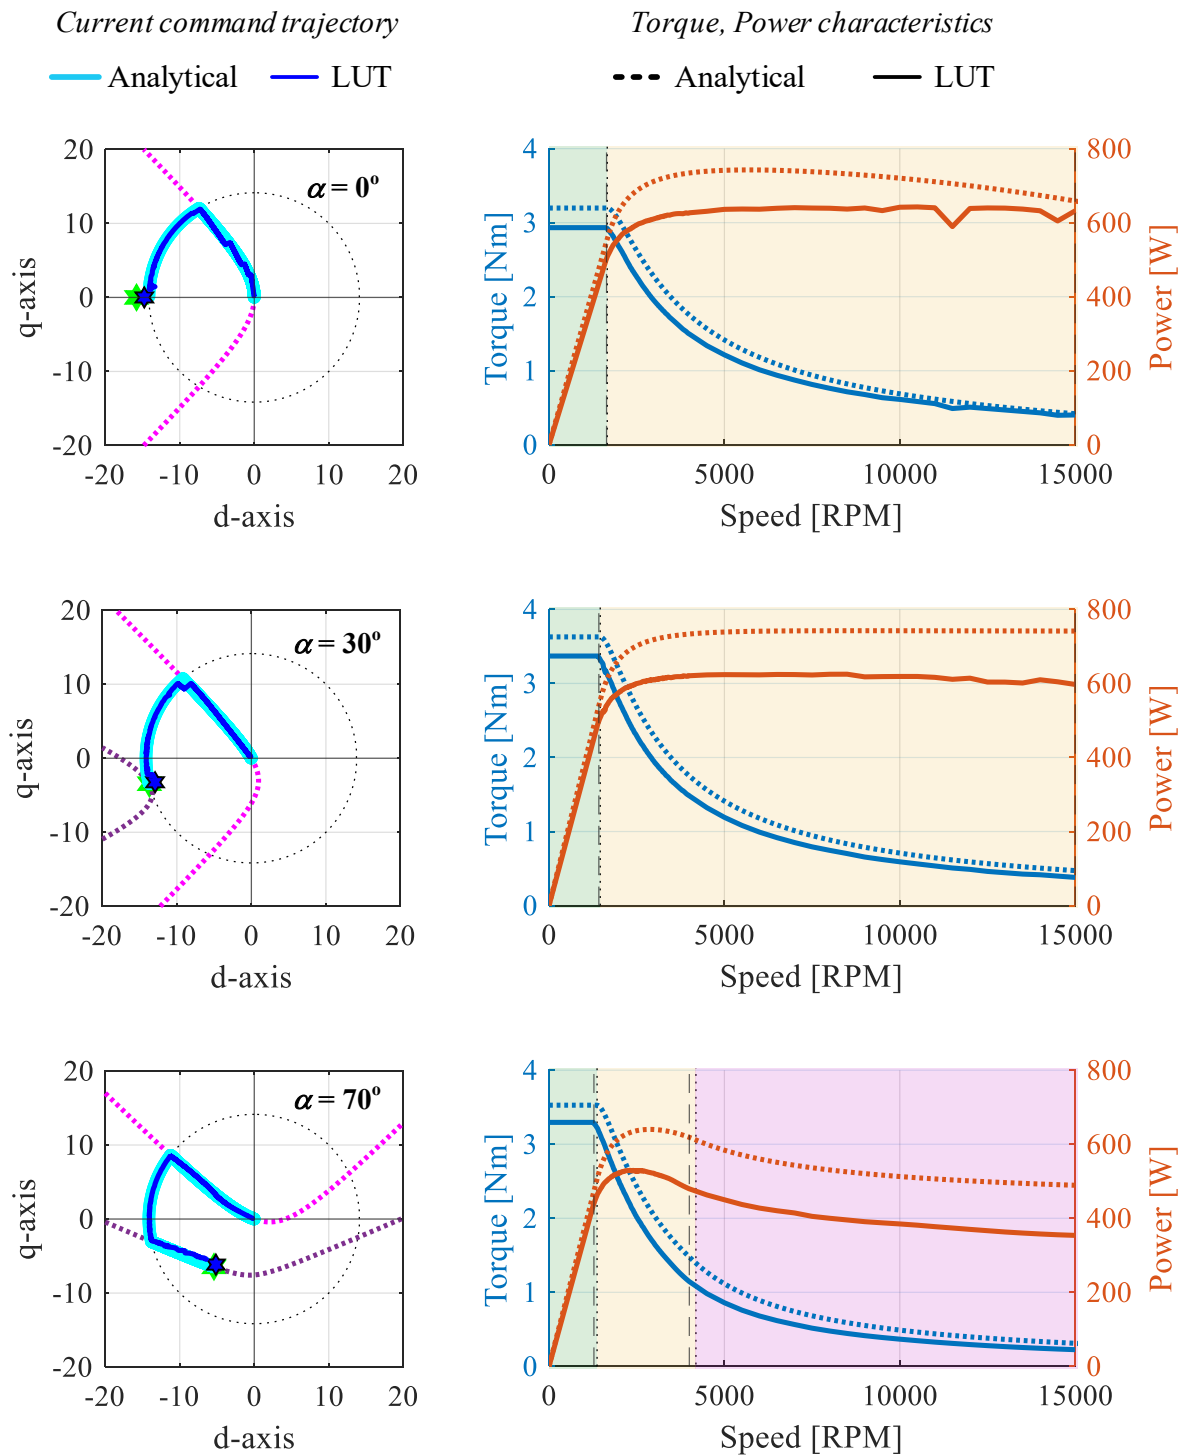 Current command trajectory
Torque, Power characteristics
Analytical LUT
Analytical LUT
20
10
0
-10
-20
-20 -10 0 10 20
q-axis
d-axis
α = 0º
4
3
2
1
0
Torque [Nm]
800
600
400
200
0
Power [W]
0 5000 10000 15000
Speed [RPM]
20
10
0
-10
-20
-20 -10 0 10 20
q-axis
d-axis
α = 30º
4
3
2
1
0
Torque [Nm]
800
600
400
200
0
Power [W]
0 5000 10000 15000
Speed [RPM]
20
10
0
-10
-20
-20 -10 0 10 20
q-axis
d-axis
α = 70º
4
3
2
1
0
Torque [Nm]
800
600
400
200
0
Power [W]
0 5000 10000 15000
Speed [RPM]